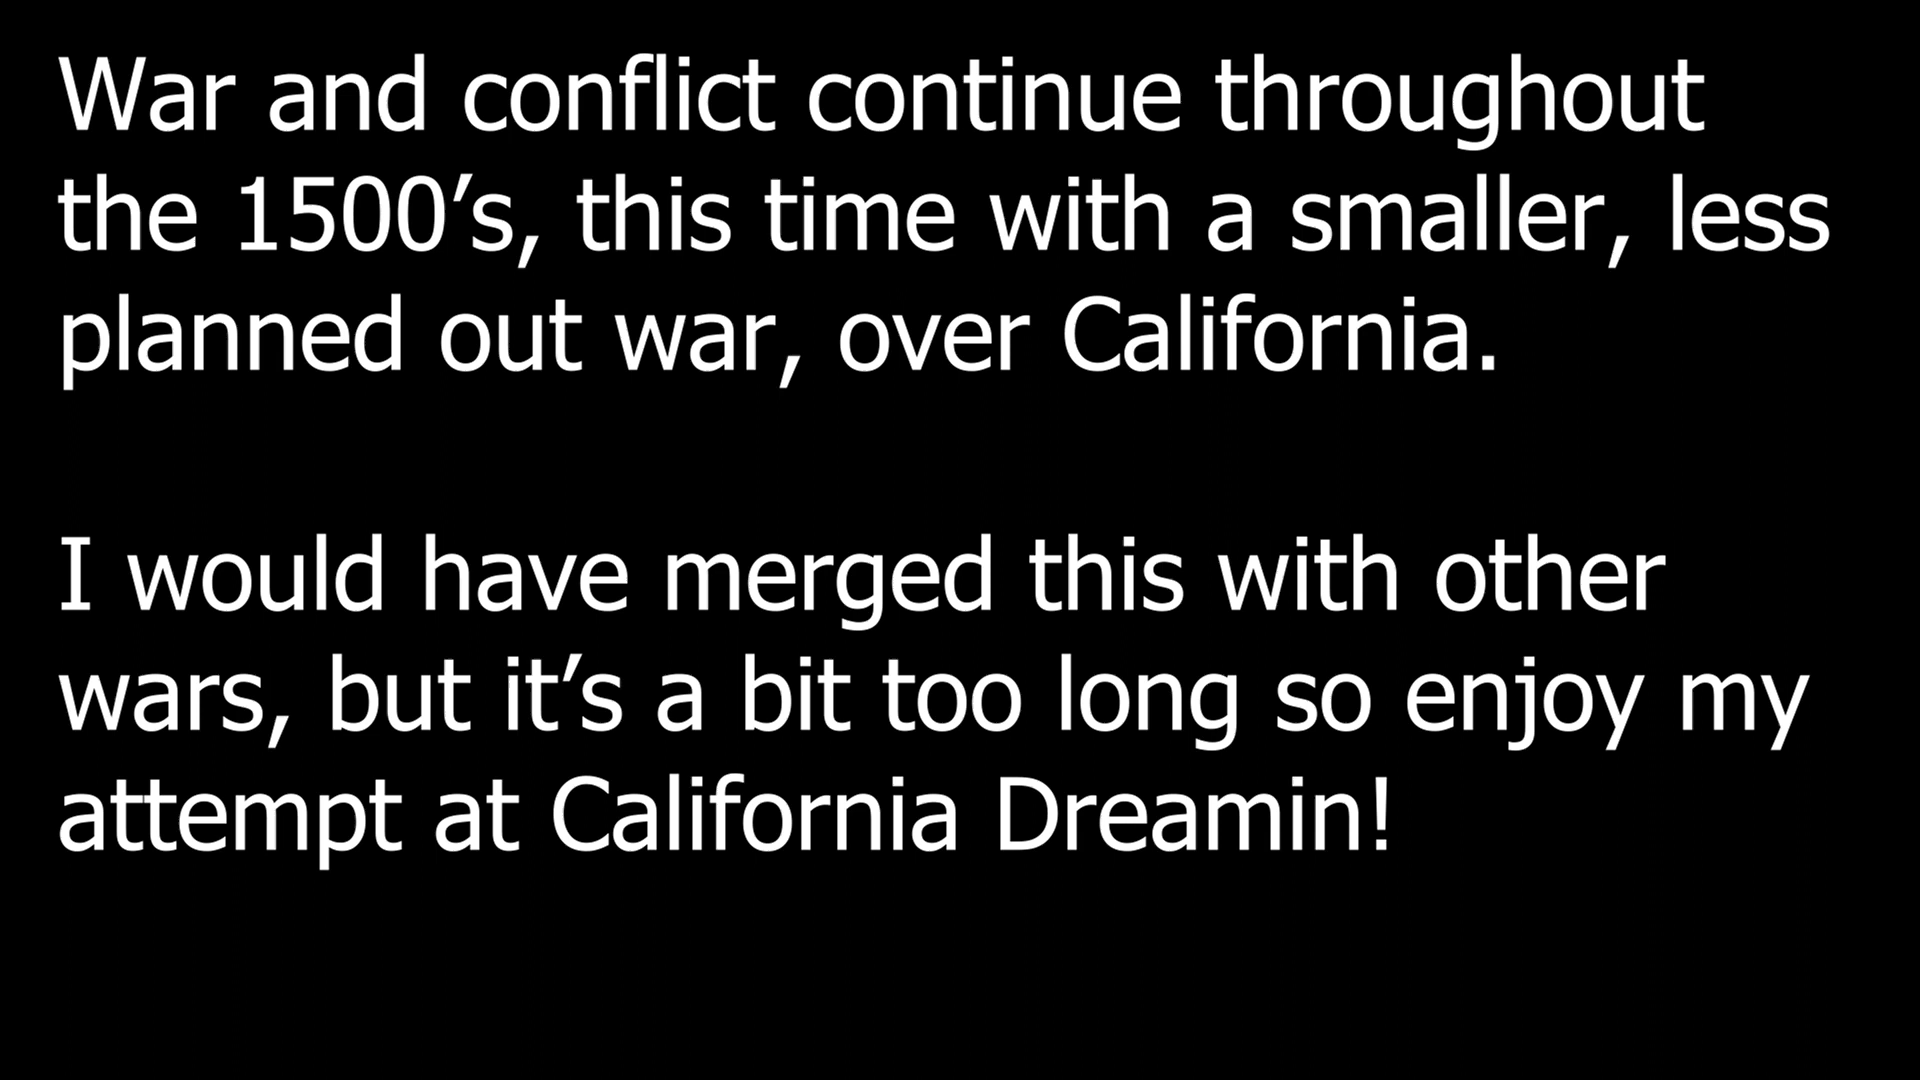 War and conflict continue throughout
the 1500’s, this time with a smaller, less
planned out war, over California.
I would have merged this with other
wars, but it’s a bit too long so enjoy my
attempt at California Dreamin!